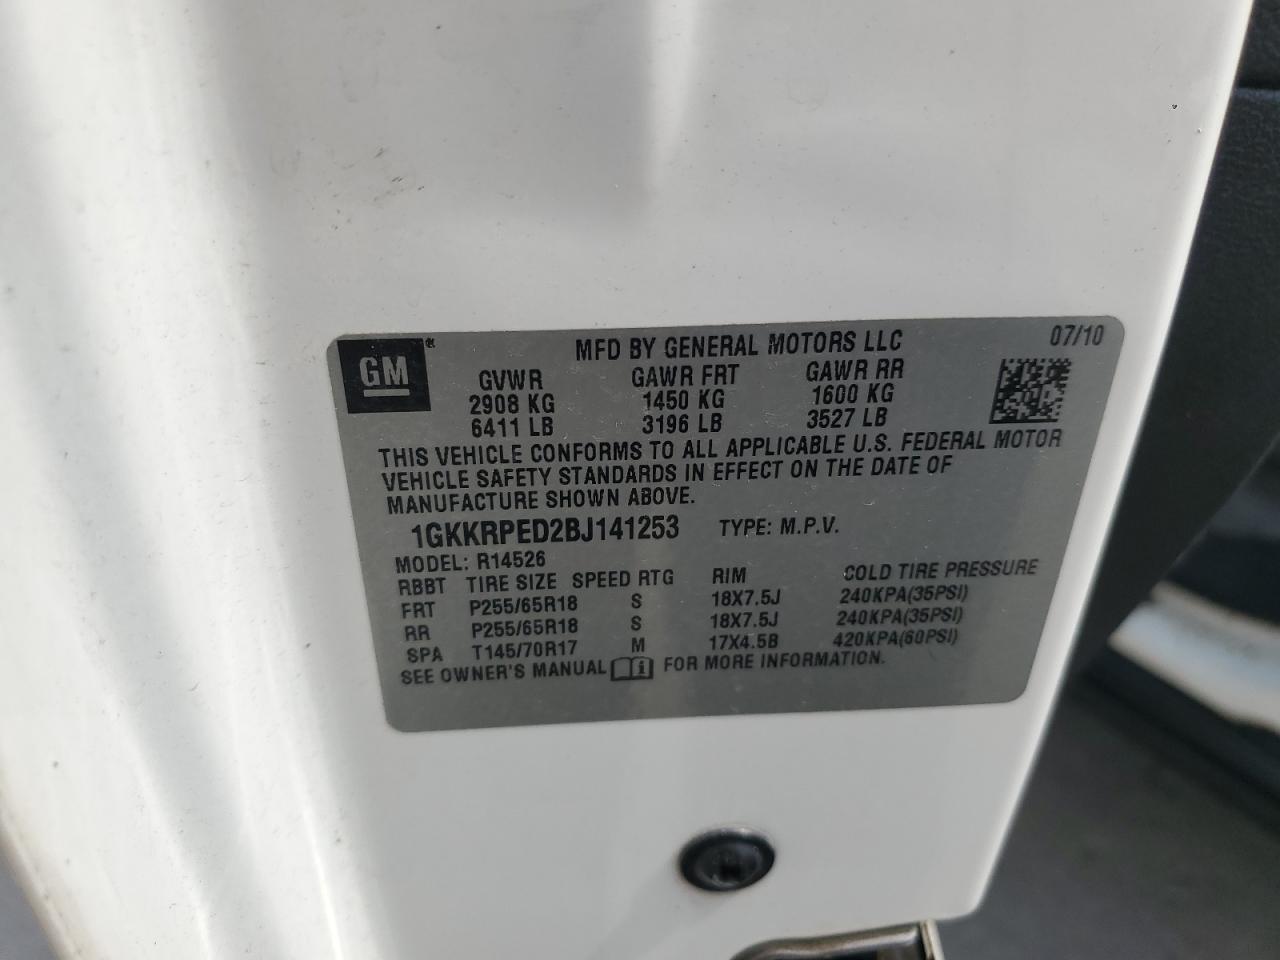 GM®
MFD BY GENERAL MOTORS LLC 07/10
GVWR GAWR FRT GAWR RR
2908 KG 1450 KG 1600 KG
6411 LB 3196 LB 3527 LB
THIS VEHICLE CONFORMS TO ALL APPLICABLE U.S. FEDERAL MOTOR
VEHICLE SAFETY STANDARDS IN EFFECT ON THE DATE OF
MANUFACTURE SHOWN ABOVE.
1GKKRPED2BJ141253 TYPE: M.P.V.
MODEL: R14526
RBBT TIRE SIZE SPEED RTG RIM COLD TIRE PRESSURE
FRT P255/65R18 S 18X7.5J 240KPA(35PSI)
RR P255/65R18 S 18X7.5J 240KPA(35PSI)
SPA T145/70R17 M 17X4.5B 420KPA(60PSI)
SEE OWNER'S MANUAL i FOR MORE INFORMATION.